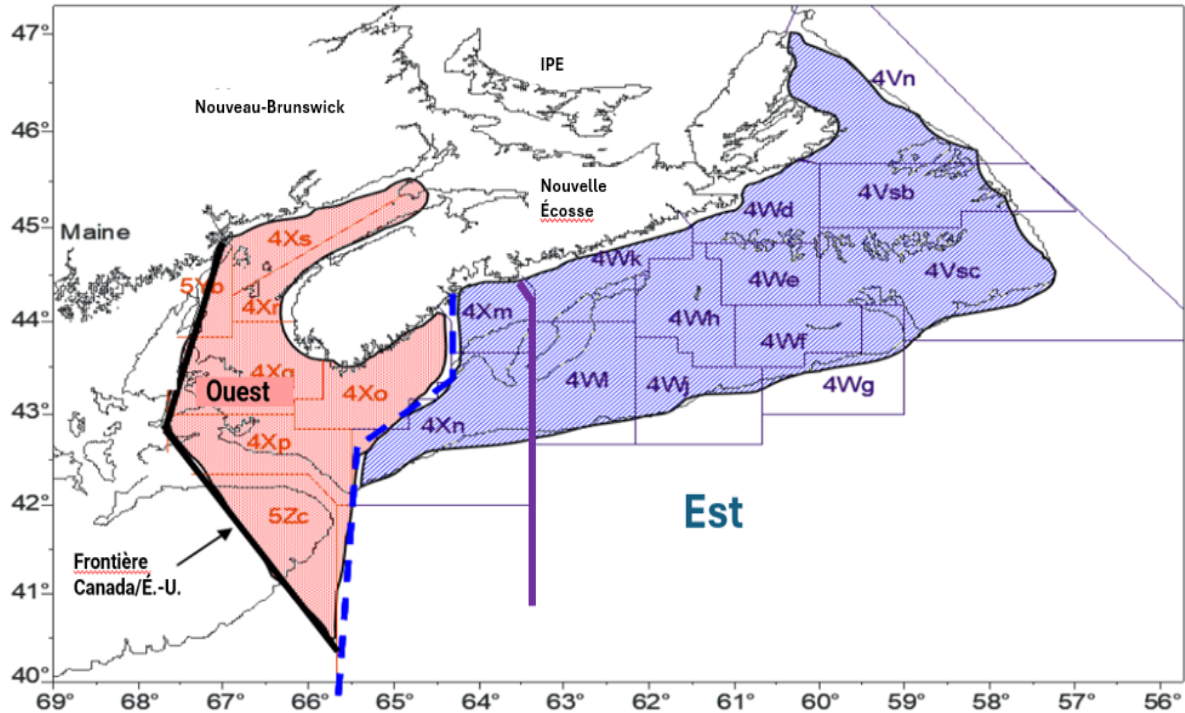 47°
IPE
4Vn
Nouveau-Brunswick
46°
Nouvelle
Écosse
4Vsb
4Wd
45°
Maine
4Xs
4Wk
4We
4Vsc
5Yb
4Xr
44°
4Xm
4Wh
4Wf
4Xq
Ouest
4Xo
4Wl
4Wj
4Wg
43°
4Xn
4Xp
42°
5Zc
Est
Frontière
Canada/É.-U.
41°
40°
69° 68° 67° 66° 65° 64° 63° 62° 61° 60° 59° 58° 57° 56°